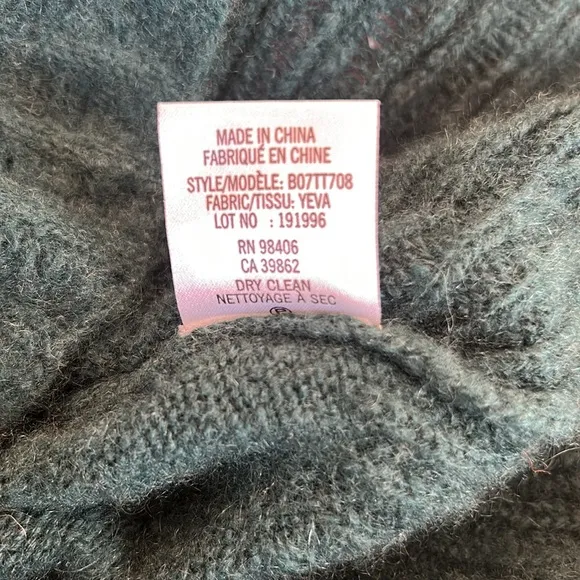 MADE IN CHINA
FABRIQUÉ EN CHINE
STYLE/MODÈLE: B07TT708
FABRIC/TISSU: YEVA
LOT NO : 191996
RN 98406
CA 39862
DRY CLEAN
NETTOYAGE À SEC